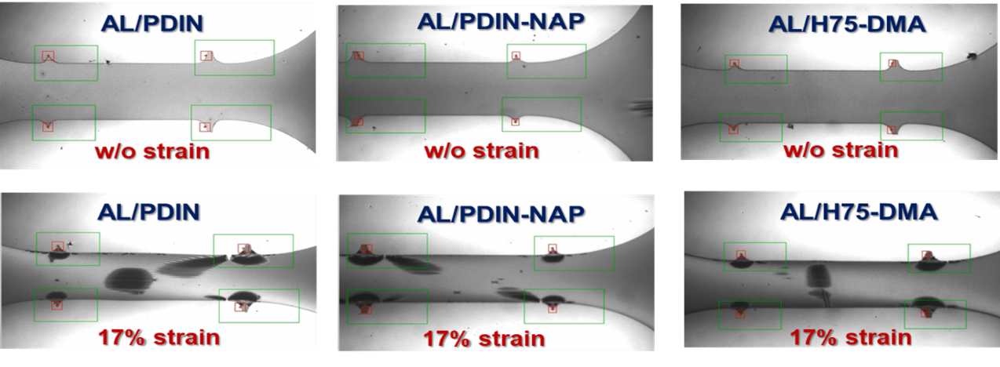 AL/PDIN
AL/PDIN-NAP
AL/H75-DMA
w/o strain
w/o strain
w/o strain
AL/PDIN
AL/PDIN-NAP
AL/H75-DMA
17% strain
17% strain
17% strain